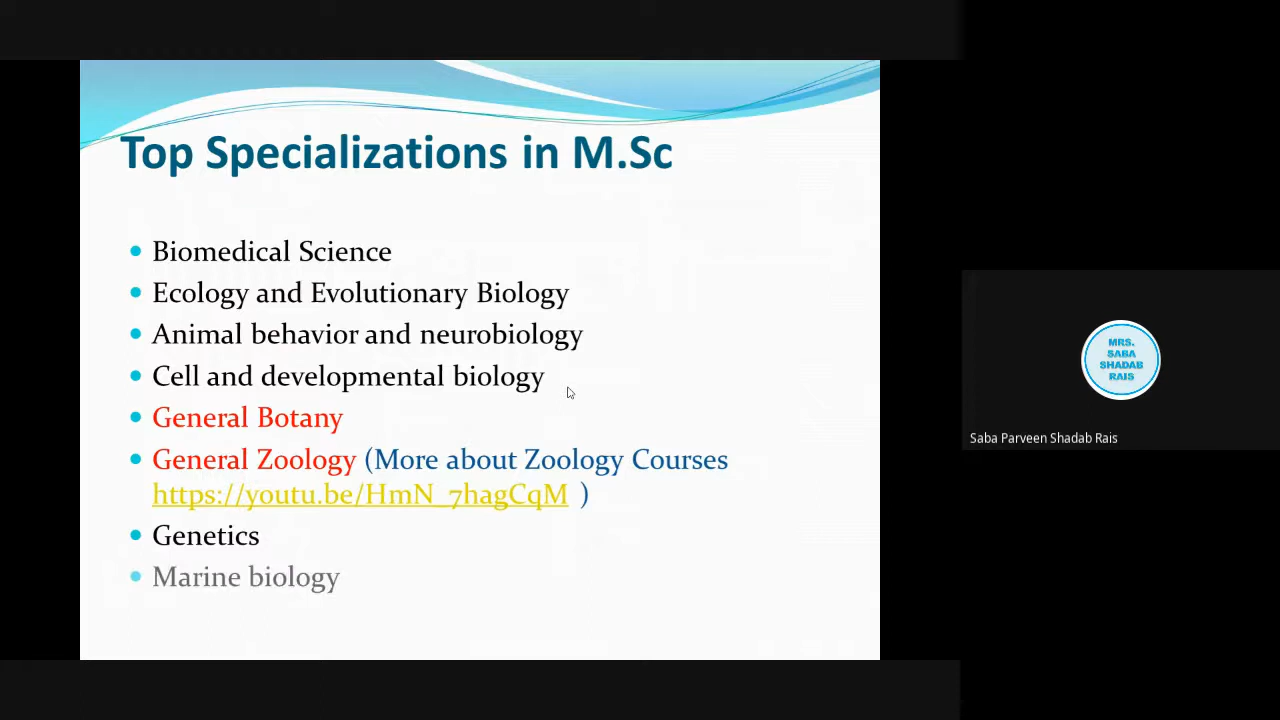 Top Specializations in M.Sc
Biomedical Science
Ecology and Evolutionary Biology
Animal behavior and neurobiology
Cell and developmental biology
General Botany
General Zoology (More about Zoology Courses
https://youtu.be/HmN_7hagCqM )
Genetics
Marine biology
MRS.
SABA
SHADAB
RAIS
Saba Parveen Shadab Rais